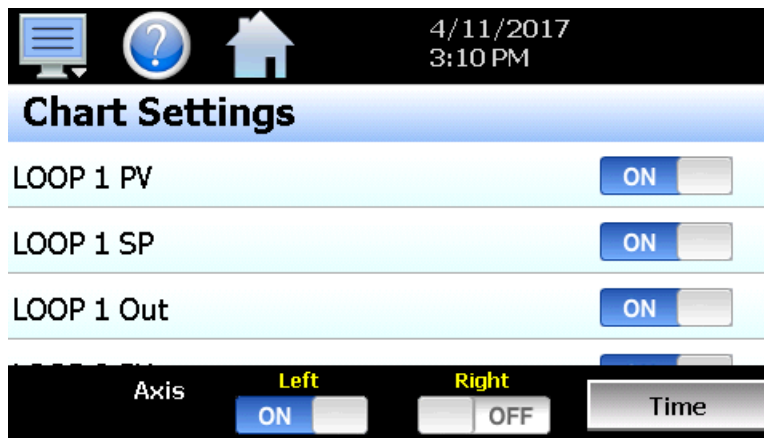 ?
4/11/2017
3:10 PM
Chart Settings
LOOP 1 PV
ON
LOOP 1 SP
ON
LOOP 1 Out
ON
Axis
Left
ON
Right
OFF
Time